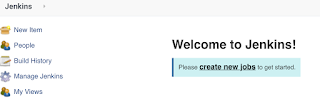 Jenkins
New Item
People
Build History
Manage Jenkins
My Views
Welcome to Jenkins!
Please create new jobs to get started.